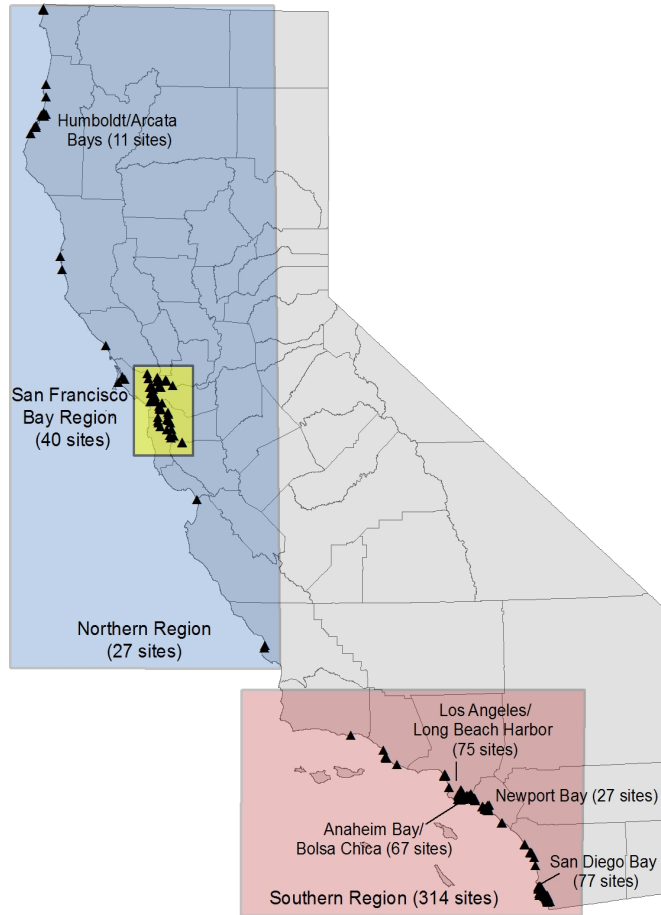 Humboldt/Arcata
Bays (11 sites)
San Francisco
Bay Region
(40 sites)
Northern Region
(27 sites)
Los Angeles/
Long Beach Harbor
(75 sites)
Newport Bay (27 sites)
Anaheim Bay/
Bolsa Chica (67 sites)
San Diego Bay
(77 sites)
Southern Region (314 sites)